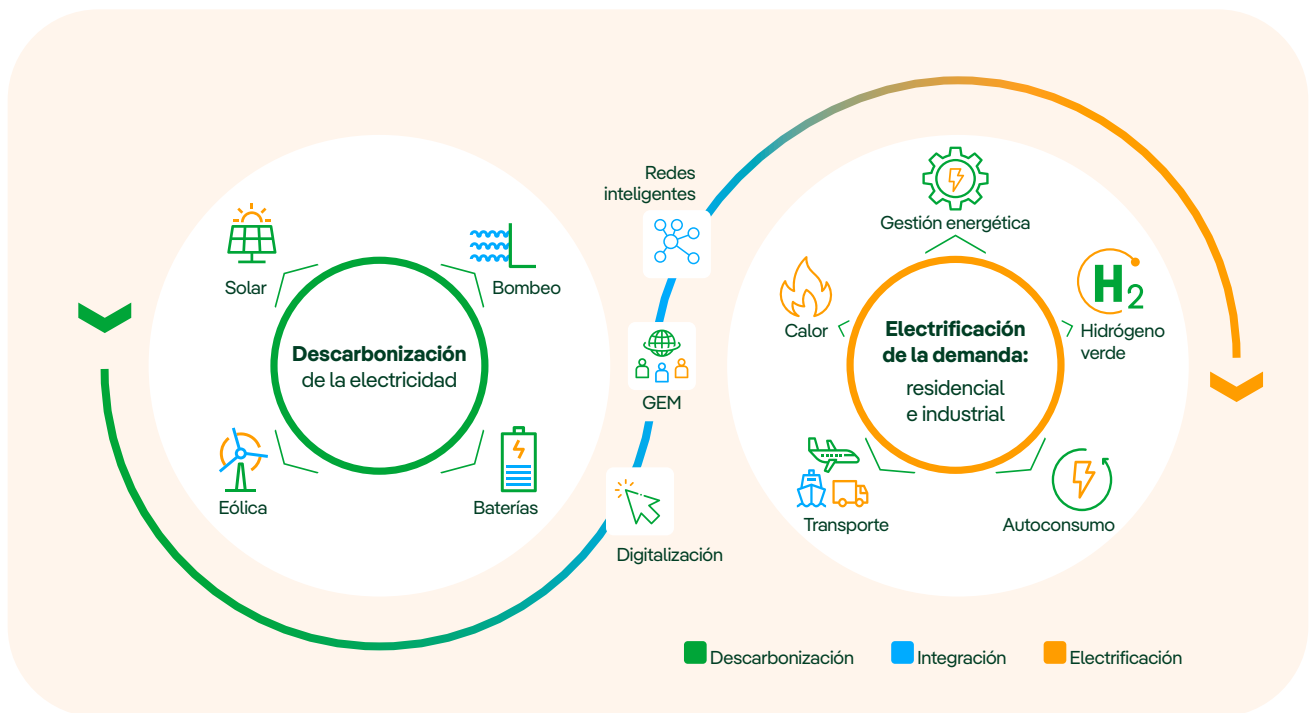 Solar
Bombeo
Descarbonización
de la electricidad
Eólica
Baterías
Redes
inteligentes
GEM
Digitalización
Gestión energética
Calor
H2
Hidrógeno
verde
Electrificación
de la demanda:
residencial
e industrial
Transporte
Autoconsumo
Descarbonización
Integración
Electrificación